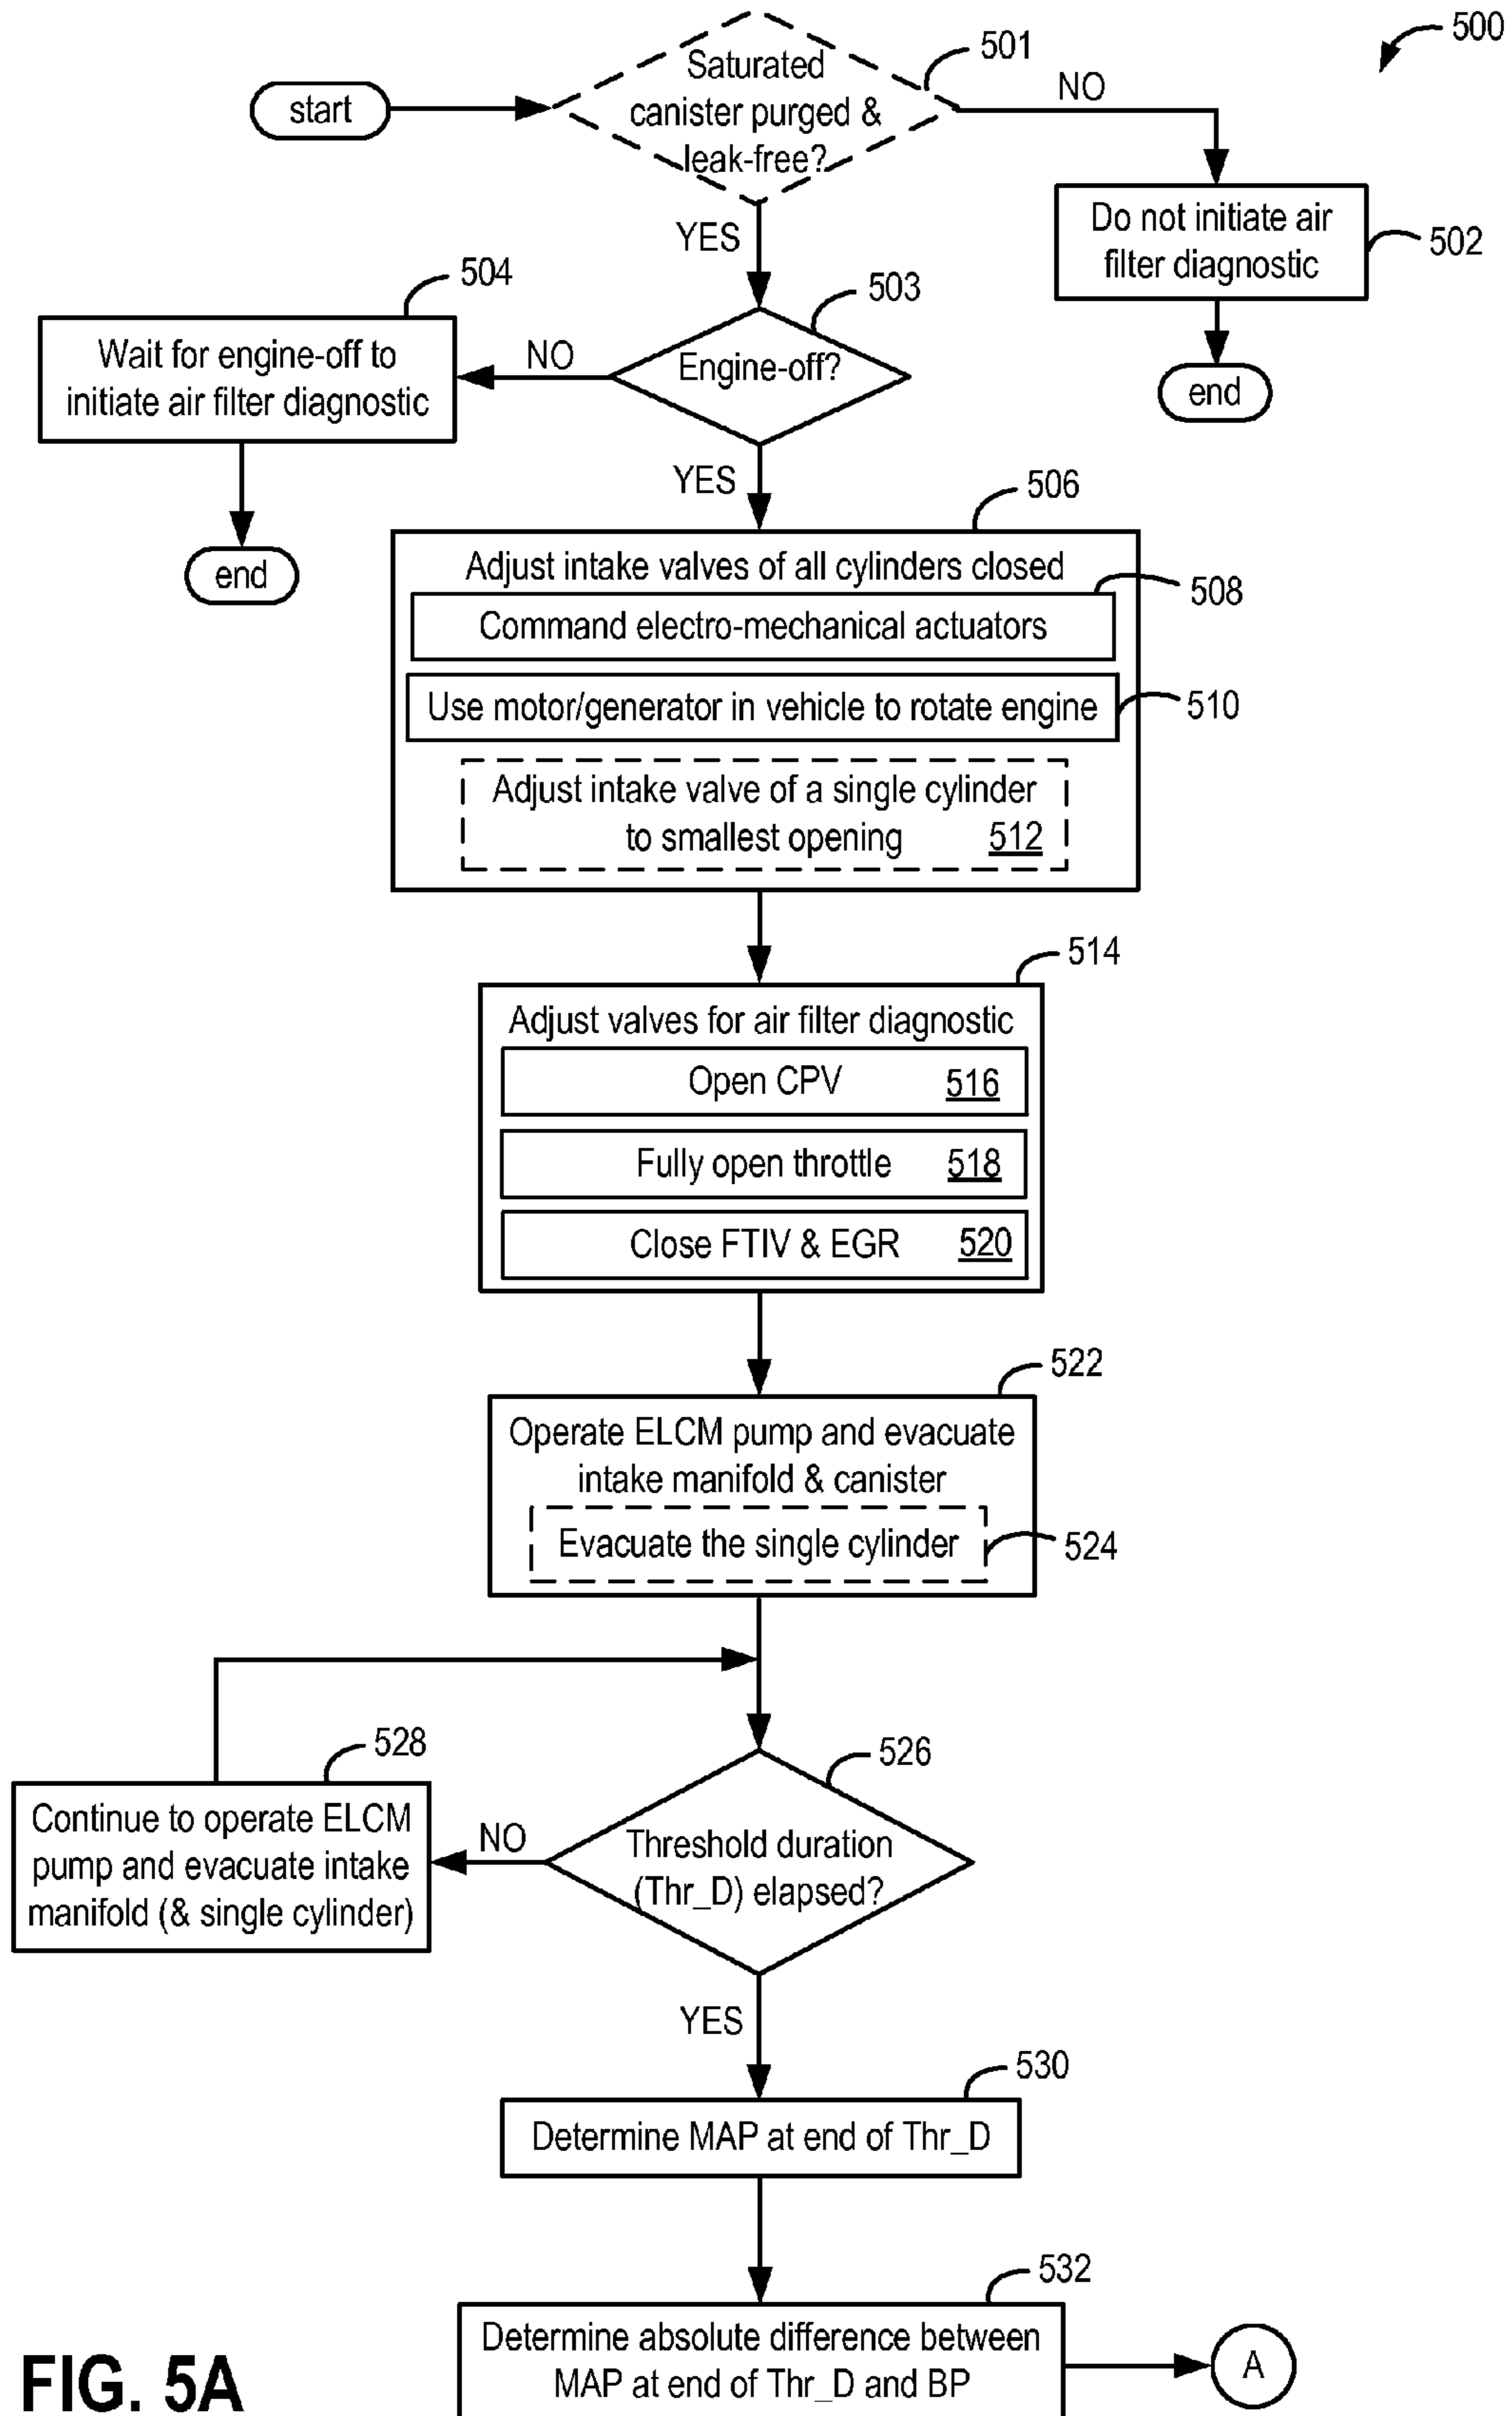 500
501
Saturated
canister purged &
leak-free?
start
NO
YES
Do not initiate air
filter diagnostic
502
end
503
Engine-off?
NO
504
Wait for engine-off to
initiate air filter diagnostic
end
YES
506
Adjust intake valves of all cylinders closed
508
Command electro-mechanical actuators
Use motor/generator in vehicle to rotate engine
510
Adjust intake valve of a single cylinder
to smallest opening 512
514
Adjust valves for air filter diagnostic
Open CPV 516
Fully open throttle 518
Close FTIV & EGR 520
522
Operate ELCM pump and evacuate
intake manifold & canister
Evacuate the single cylinder
524
526
Threshold duration
(Thr_D) elapsed?
NO
528
Continue to operate ELCM
pump and evacuate intake
manifold (& single cylinder)
YES
530
Determine MAP at end of Thr_D
532
Determine absolute difference between
MAP at end of Thr_D and BP
A
FIG. 5A